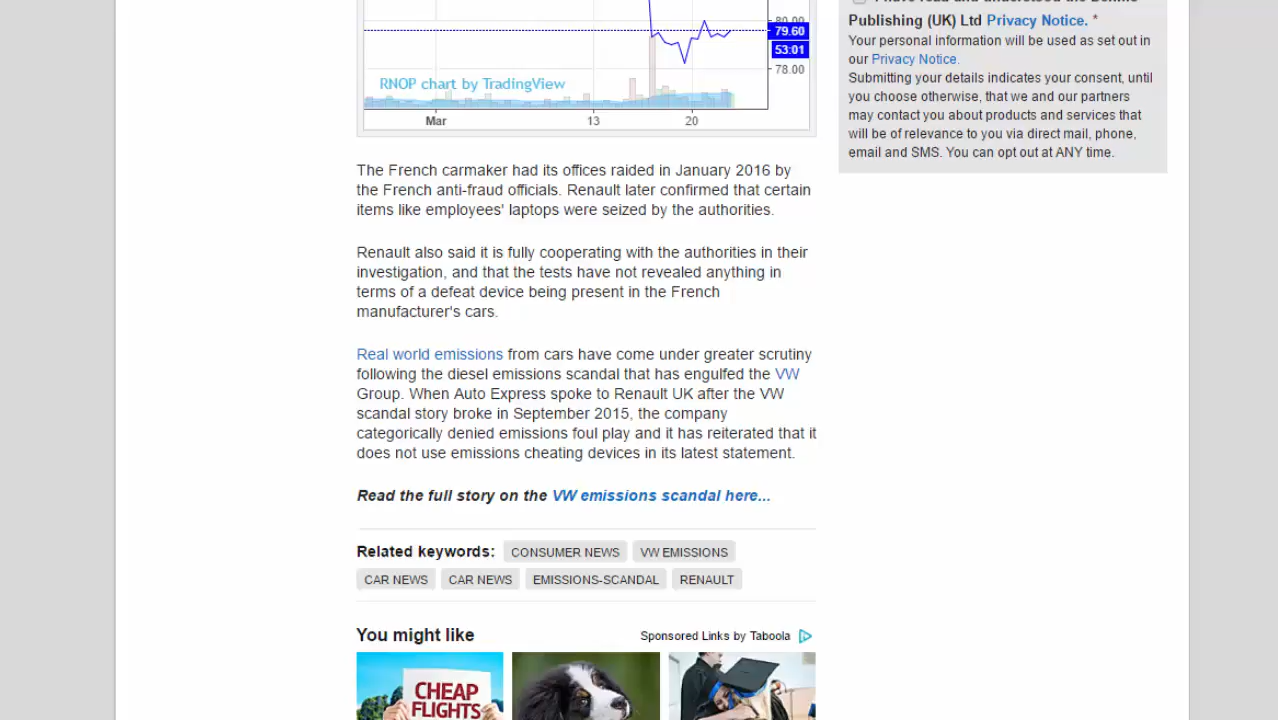 80.00
79.60
53:01
78.00
RNOP chart by TradingView
Mar
13
20
The French carmaker had its offices raided in January 2016 by
the French anti-fraud officials. Renault later confirmed that certain
items like employees' laptops were seized by the authorities.
Renault also said it is fully cooperating with the authorities in their
investigation, and that the tests have not revealed anything in
terms of a defeat device being present in the French
manufacturer's cars.
Real world emissions from cars have come under greater scrutiny
following the diesel emissions scandal that has engulfed the VW
Group. When Auto Express spoke to Renault UK after the VW
scandal story broke in September 2015, the company
categorically denied emissions foul play and it has reiterated that it
does not use emissions cheating devices in its latest statement.
Read the full story on the VW emissions scandal here...
Related keywords: CONSUMER NEWS VW EMISSIONS
CAR NEWS CAR NEWS EMISSIONS-SCANDAL RENAULT
You might like
Sponsored Links by Taboola
CHEAP
FLIGHTS
I have read and understood the Dennis
Publishing (UK) Ltd Privacy Notice. *
Your personal information will be used as set out in
our Privacy Notice.
Submitting your details indicates your consent, until
you choose otherwise, that we and our partners
may contact you about products and services that
will be of relevance to you via direct mail, phone,
email and SMS. You can opt out at ANY time.